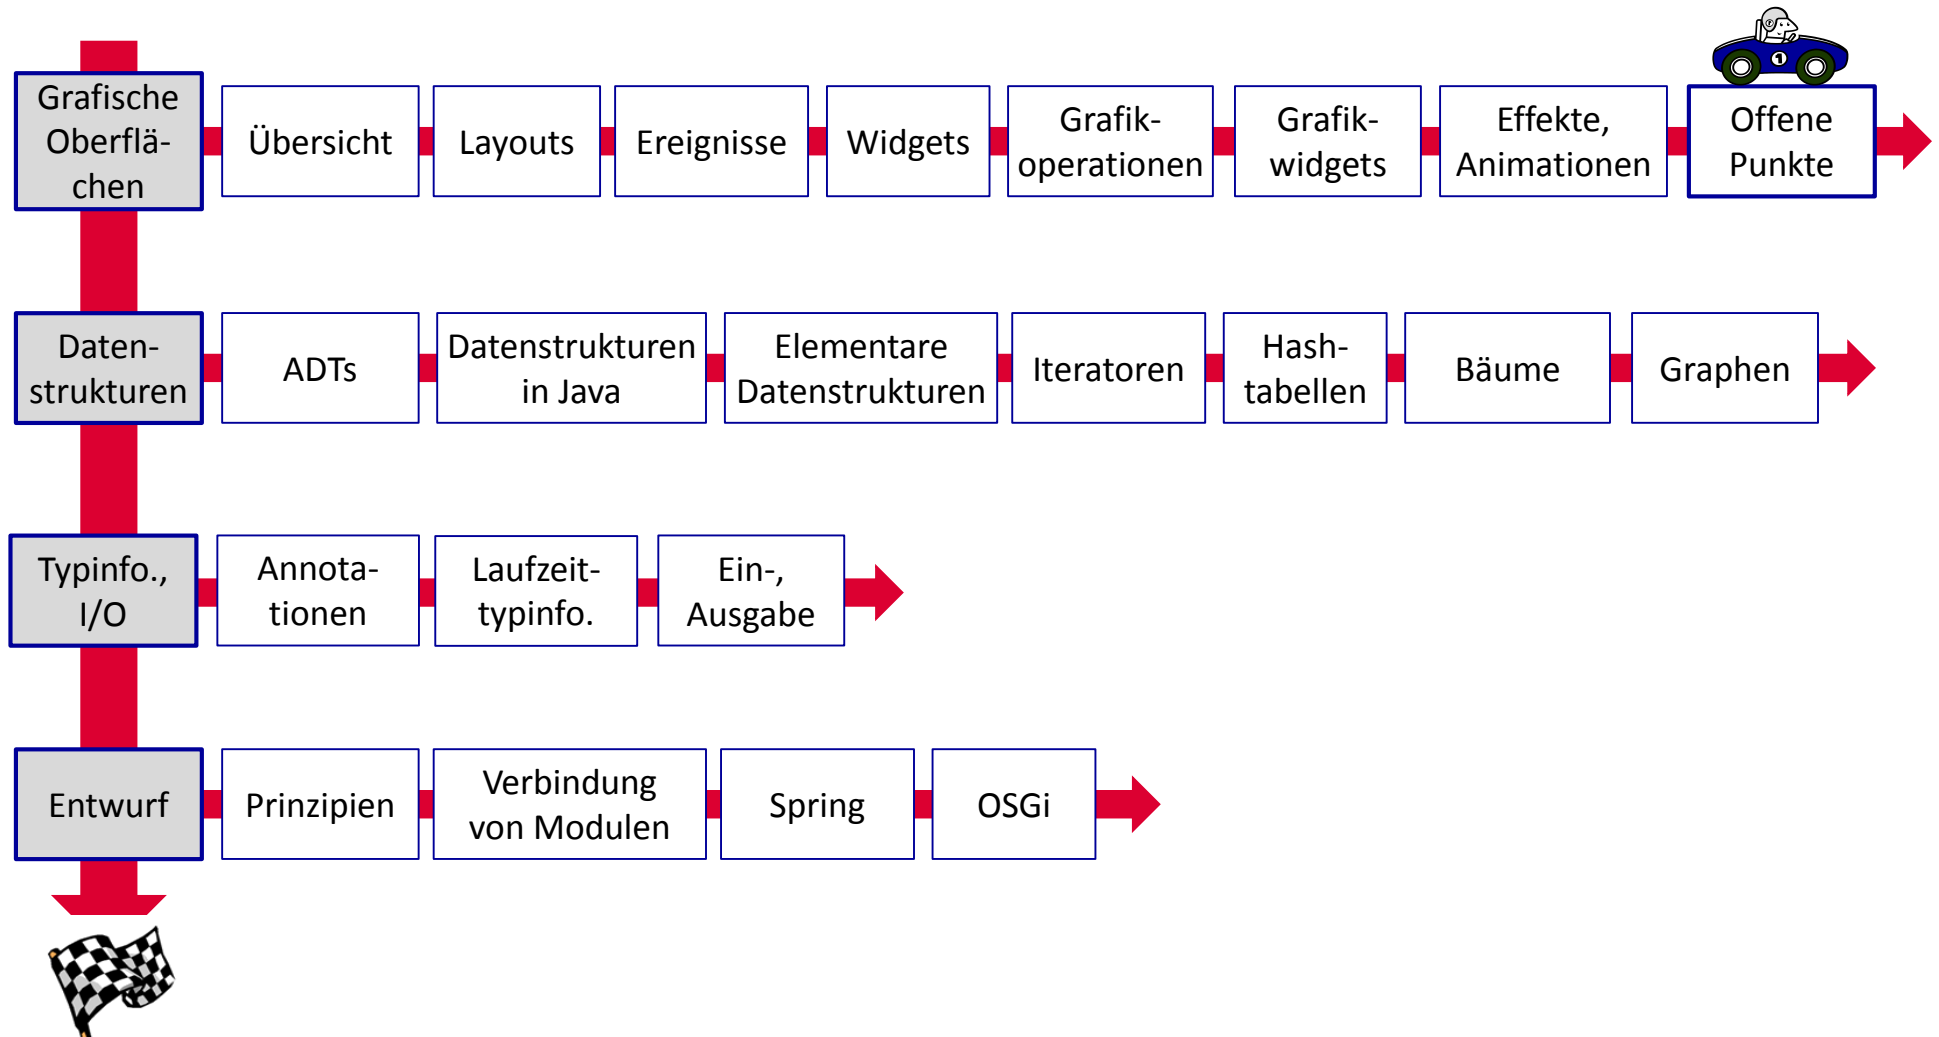 Grafische
Oberflä-
chen
Übersicht
Layouts
Ereignisse
Widgets
Grafik-
operationen
Grafik-
widgets
Effekte,
Animationen
1
Offene
Punkte
Daten-
strukturen
ADTs
Datenstrukturen
in Java
Elementare
Datenstrukturen
Iteratoren
Hash-
tabellen
Bäume
Graphen
Typinfo.,
I/O
Annota-
tionen
Laufzeit-
typinfo.
Ein-,
Ausgabe
Entwurf
Prinzipien
Verbindung
von Modulen
Spring
OSGi